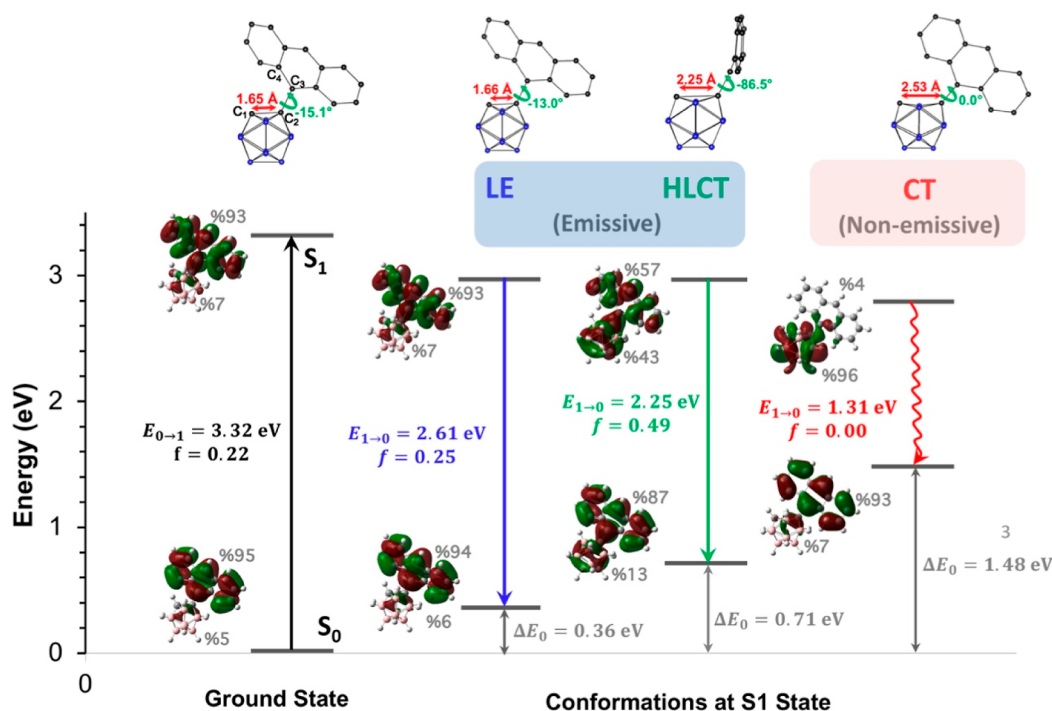 C4
C3
1.65 Å
-15.1°
C1
C2
1.66 Å
-13.0°
2.25 Å
-86.5°
2.53 Å
0.0°
LE
HLCT
(Emissive)
CT
(Non-emissive)
Energy (eV)
3
2
1
0
0
%93
%7
S1
E0→1 = 3.32 eV
f = 0.22
%95
%5
S0
%93
%7
E1→0 = 2.61 eV
f = 0.25
%94
%6
ΔE0 = 0.36 eV
%57
%43
E1→0 = 2.25 eV
f = 0.49
%87
%13
ΔE0 = 0.71 eV
%4
%96
E1→0 = 1.31 eV
f = 0.00
%93
%7
3
ΔE0 = 1.48 eV
Ground State
Conformations at S1 State